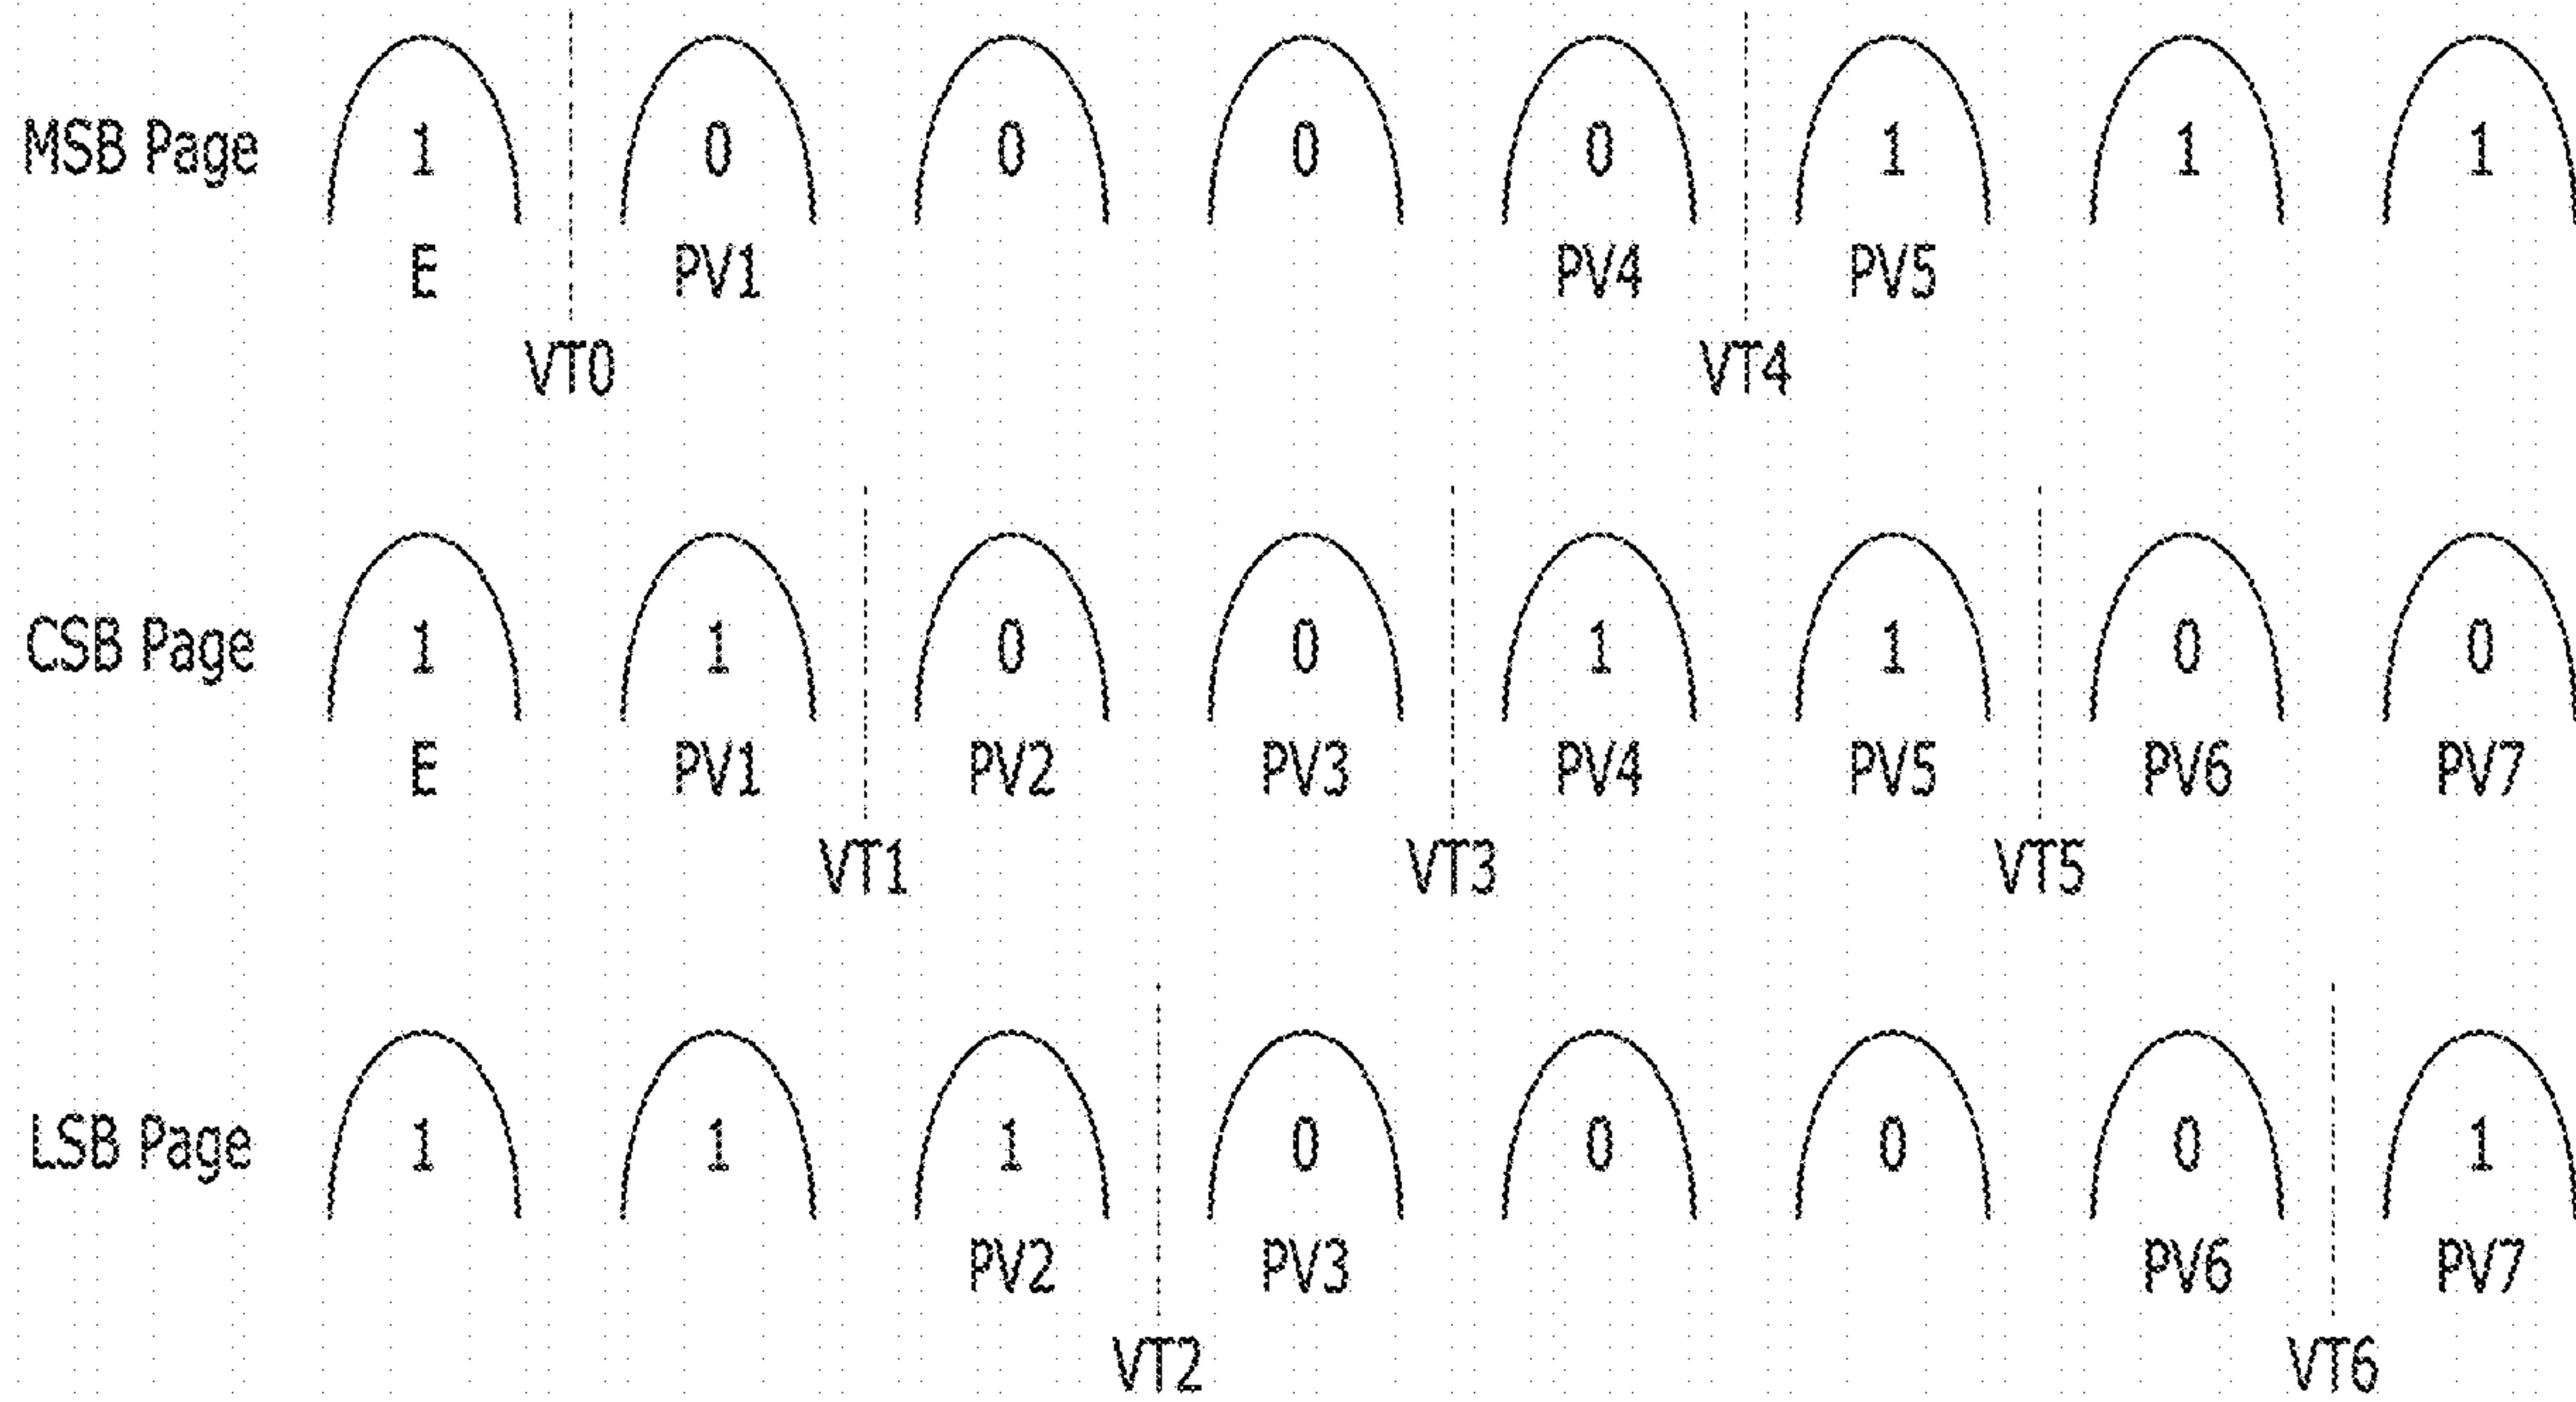 MSB Page 1 0 0 0 0 1 1 1
E PV1 PV4 PV5
VT0 VT4
CSB Page 1 1 0 0 1 1 0 0
E PV1 PV2 PV3 PV4 PV5 PV6 PV7
VT1 VT3 VT5
LSB Page 1 1 1 0 0 0 0 1
PV2 PV3 PV6 PV7
VT2 VT6